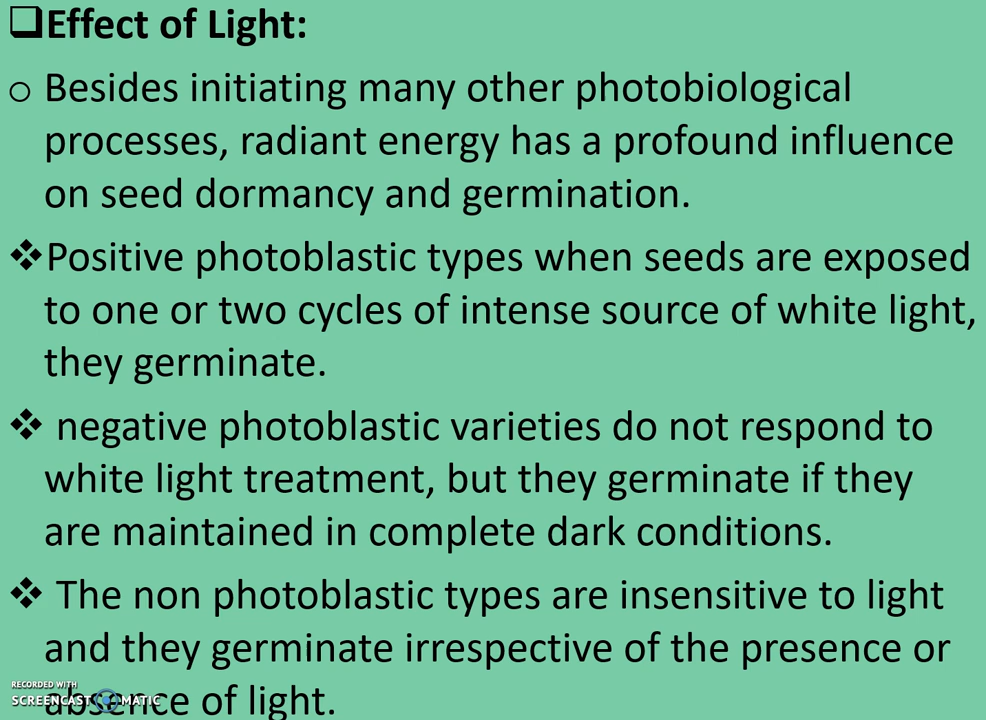 ❑Effect of Light:
o Besides initiating many other photobiological
processes, radiant energy has a profound influence
on seed dormancy and germination.
❖Positive photoblastic types when seeds are exposed
to one or two cycles of intense source of white light,
they germinate.
❖ negative photoblastic varieties do not respond to
white light treatment, but they germinate if they
are maintained in complete dark conditions.
❖ The non photoblastic types are insensitive to light
and they germinate irrespective of the presence or
absence of light.
RECORDED WITH
SCREENCAST MATIC